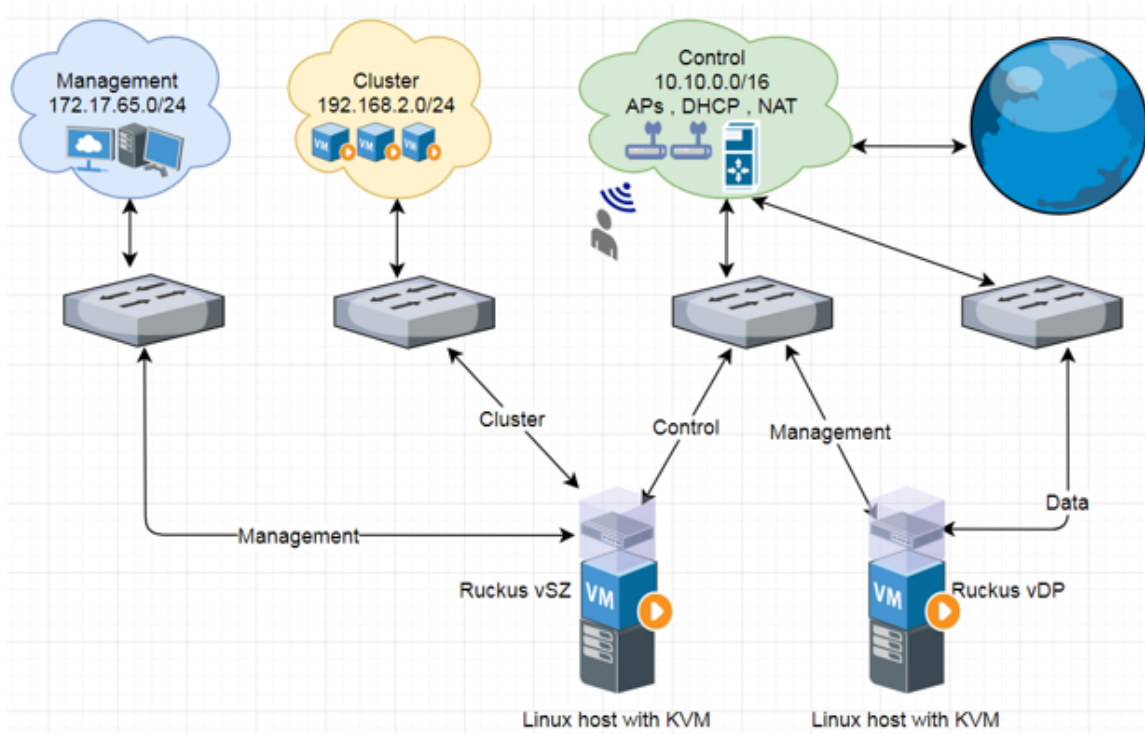 Management
172.17.65.0/24
Cluster
192.168.2.0/24
Control
10.10.0.0/16
APs , DHCP , NAT
VM
VM
VM
Cluster
Control
Management
Data
Management
Ruckus vSZ
VM
VM
Ruckus vDP
Linux host with KVM
Linux host with KVM